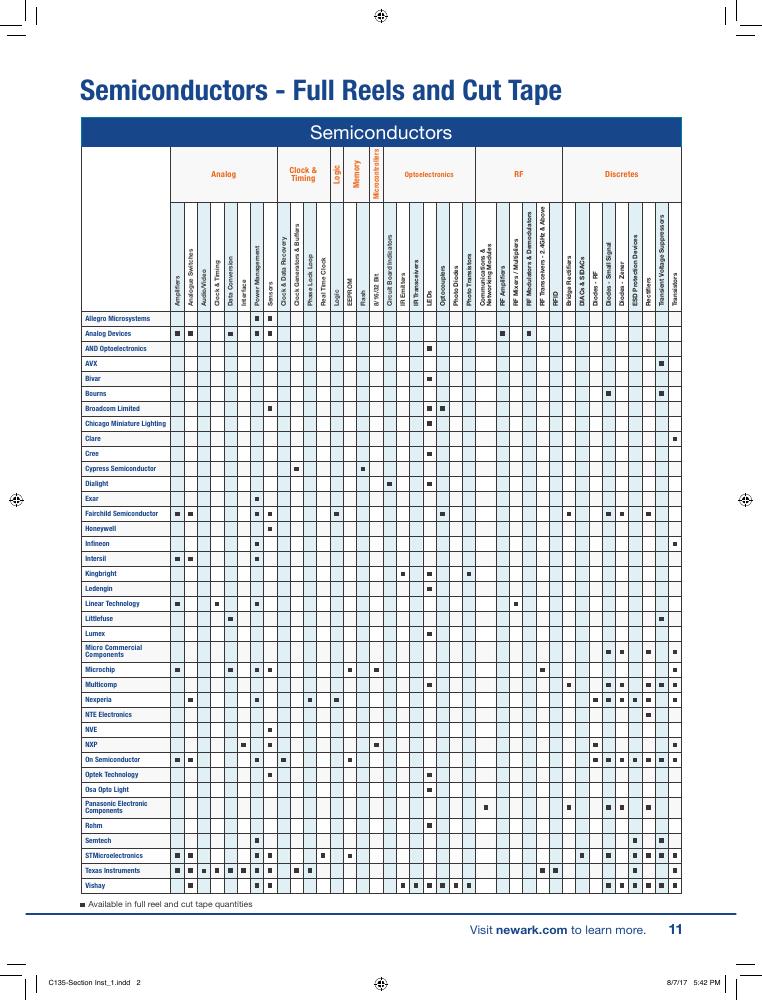 Semiconductors - Full Reels and Cut Tape
Semiconductors
Analog
Clock &
Timing
Logic
Memory
Microcontrollers
Optoelectronics
RF
Discretes
Amplifiers
Analogue Switches
Audio/Video
Clock & Timing
Data Conversion
Interface
Power Management
Sensors
Clock & Data Recovery
Clock Generators & Buffers
Phase Lock Loop
Real Time Clock
Logic
EEPROM
Flash
8/16/32 Bit
Circuit Board Indicators
IR Emitters
IR Transceivers
LEDs
Optocouplers
Photo Diodes
Photo Transistors
Communications &
Networking Modules
RF Amplifiers
RF Mixers / Multipliers
RF Modulators & Demodulators
RF Transceivers - 2.4GHz & Above
RFID
Bridge Rectifiers
DIACs & SIDACs
Diodes - RF
Diodes - Small Signal
Diodes - Zener
ESD Protection Devices
Rectifiers
Transient Voltage Suppressors
Transistors
Allegro Microsystems
Analog Devices
AND Optoelectronics
AVX
Bivar
Bourns
Broadcom Limited
Chicago Miniature Lighting
Clare
Cree
Cypress Semiconductor
Dialight
Exar
Fairchild Semiconductor
Honeywell
Infineon
Intersil
Kingbright
Ledengin
Linear Technology
Littlefuse
Lumex
Micro Commercial
Components
Microchip
Multicomp
Nexperia
NTE Electronics
NVE
NXP
On Semiconductor
Optek Technology
Osa Opto Light
Panasonic Electronic
Components
Rohm
Semtech
STMicroelectronics
Texas Instruments
Vishay
■ Available in full reel and cut tape quantities
Visit newark.com to learn more. 11
C135-Section Inst_1.indd 2
8/7/17 5:42 PM